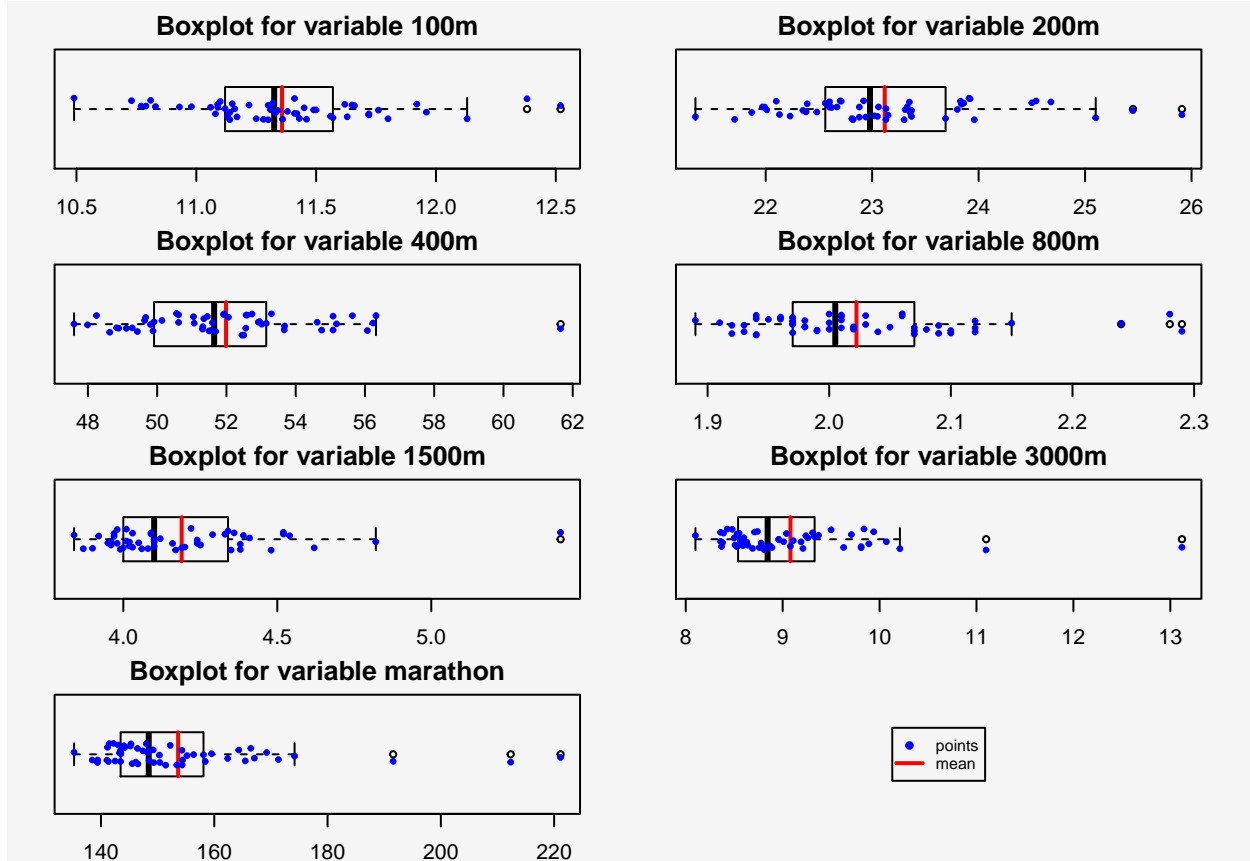 Boxplot for variable 100m
10.5 11.0 11.5 12.0 12.5
Boxplot for variable 200m
22 23 24 25 26
Boxplot for variable 400m
48 50 52 54 56 58 60 62
Boxplot for variable 800m
1.9 2.0 2.1 2.2 2.3
Boxplot for variable 1500m
4.0 4.5 5.0
Boxplot for variable 3000m
8 9 10 11 12 13
Boxplot for variable marathon
140 160 180 200 220
points
mean